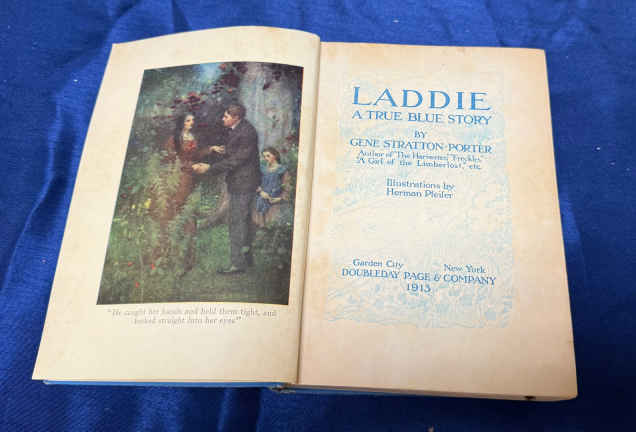 "He caught her hands and held them tight, and
looked straight into her eyes"
LADDIE
A TRUE BLUE STORY
BY
GENE STRATTON-PORTER
Author of "The Harvester," "Freckles,"
"A Girl of the Limberlost," etc.
Illustrations by
Herman Pfeifer
Garden City New York
DOUBLEDAY PAGE & COMPANY
1913